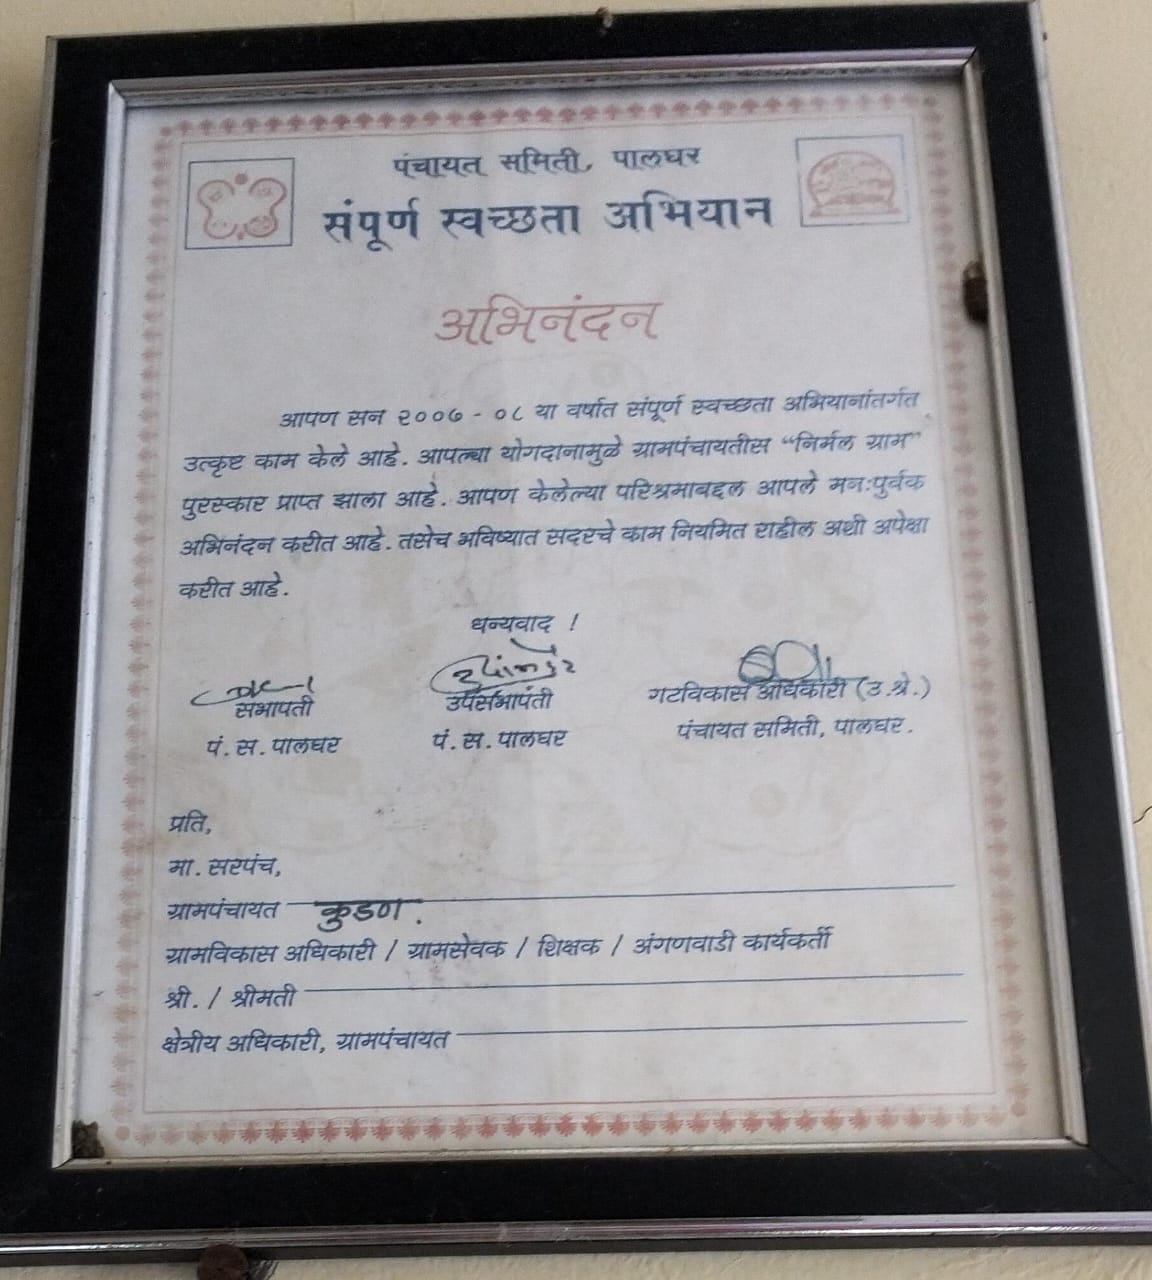 पंचायत समिती, पालघर
संपूर्ण स्वच्छता अभियान
अभिनंदन
आपण सन २००७ - ०८ या वर्षात संपूर्ण स्वच्छता अभियानांतर्गत
उत्कृष्ट काम केले आहे. आपल्या योगदानामुळे ग्रामपंचायतीस "निर्मल ग्राम"
पुरस्कार प्राप्त झाला आहे. आपण केलेल्या परिश्रमाबद्दल आपले मनःपुर्वक
अभिनंदन करीत आहे. तसेच भविष्यात सदरचे काम नियमित राहील अशी अपेक्षा
करीत आहे.
धन्यवाद !
सभापती उपसभापती गटविकास अधिकारी (उ.श्रे.)
पं. स. पालघर पं. स. पालघर पंचायत समिती, पालघर.
प्रति,
मा. सरपंच,
ग्रामपंचायत कुडण.
ग्रामविकास अधिकारी / ग्रामसेवक / शिक्षक / अंगणवाडी कार्यकर्ती
श्री. / श्रीमती
क्षेत्रीय अधिकारी, ग्रामपंचायत